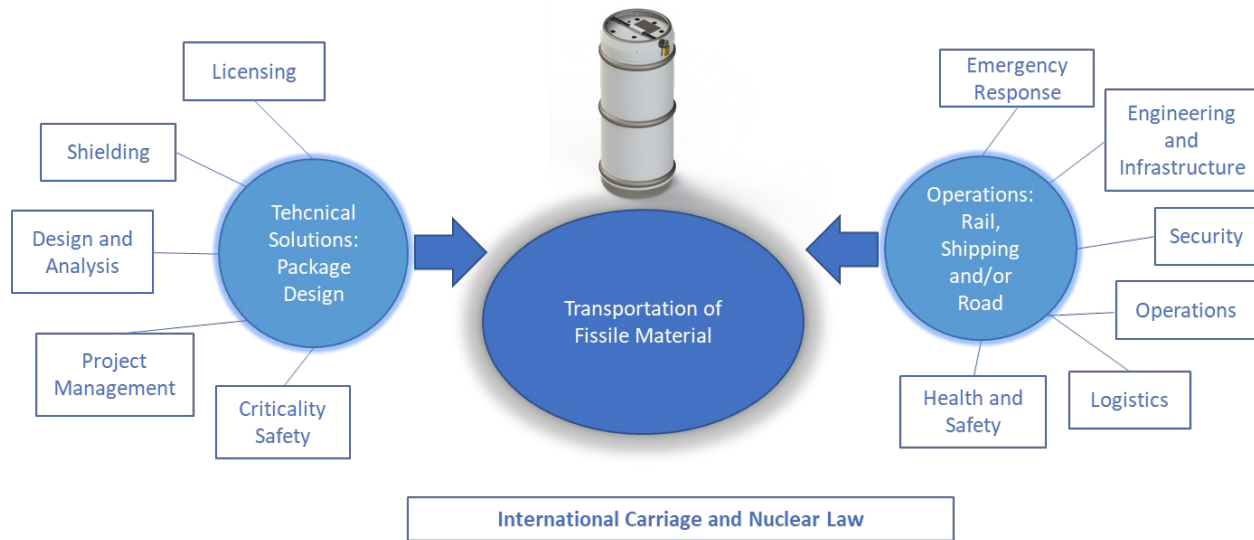 Licensing
Shielding
Design and
Analysis
Project
Management
Criticality
Safety
Tehcnical
Solutions:
Package
Design
Transportation of
Fissile Material
Operations:
Rail,
Shipping
and/or
Road
Emergency
Response
Engineering
and
Infrastructure
Security
Operations
Logistics
Health and
Safety
International Carriage and Nuclear Law